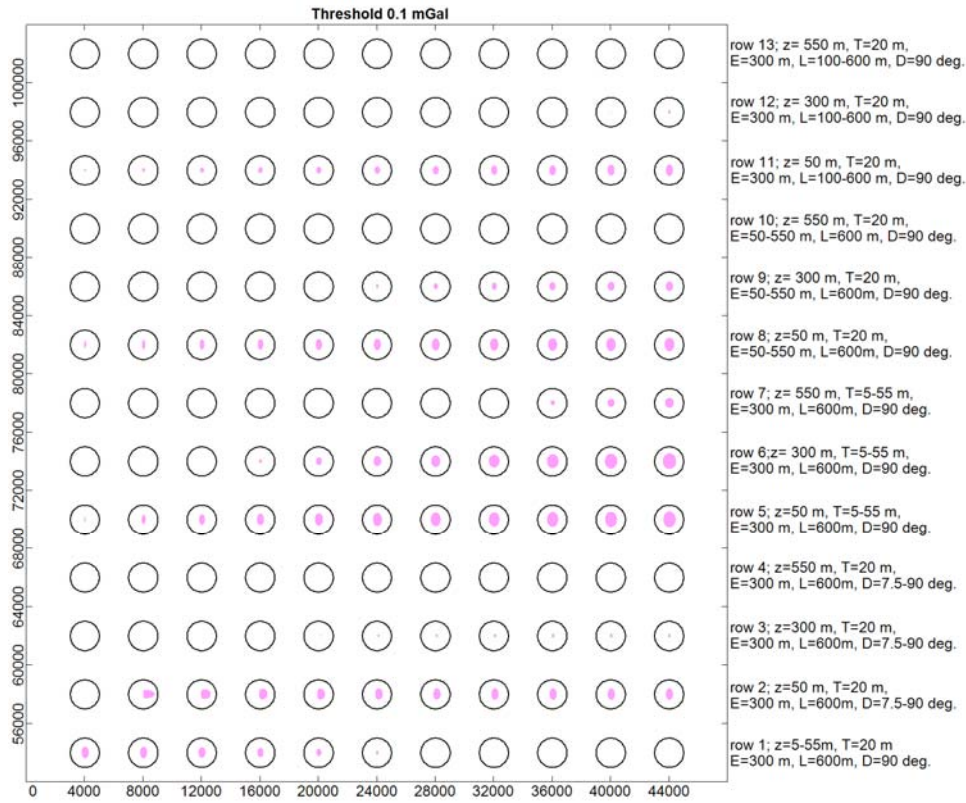 Threshold 0.1 mGal
row 13; z= 550 m, T=20 m,
E=300 m, L=100-600 m, D=90 deg.
row 12; z= 300 m, T=20 m,
E=300 m, L=100-600 m, D=90 deg.
row 11; z= 50 m, T=20 m,
E=300 m, L=100-600 m, D=90 deg.
row 10; z= 550 m, T=20 m,
E=50-550 m, L=600 m, D=90 deg.
row 9; z= 300 m, T=20 m,
E=50-550 m, L=600m, D=90 deg.
row 8; z=50 m, T=20 m,
E=50-550 m, L=600m, D=90 deg.
row 7; z= 550 m, T=5-55 m,
E=300 m, L=600m, D=90 deg.
row 6;z= 300 m, T=5-55 m,
E=300 m, L=600m, D=90 deg.
row 5; z=50 m, T=5-55 m,
E=300 m, L=600m, D=90 deg.
row 4; z=550 m, T=20 m,
E=300 m, L=600m, D=7.5-90 deg.
row 3; z=300 m, T=20 m,
E=300 m, L=600m, D=7.5-90 deg.
row 2; z=50 m, T=20 m,
E=300 m, L=600m, D=7.5-90 deg.
row 1; z=5-55m, T=20 m
E=300 m, L=600m, D=90 deg.
100000
96000
92000
88000
84000
80000
76000
72000
68000
64000
60000
56000
0 4000 8000 12000 16000 20000 24000 28000 32000 36000 40000 44000